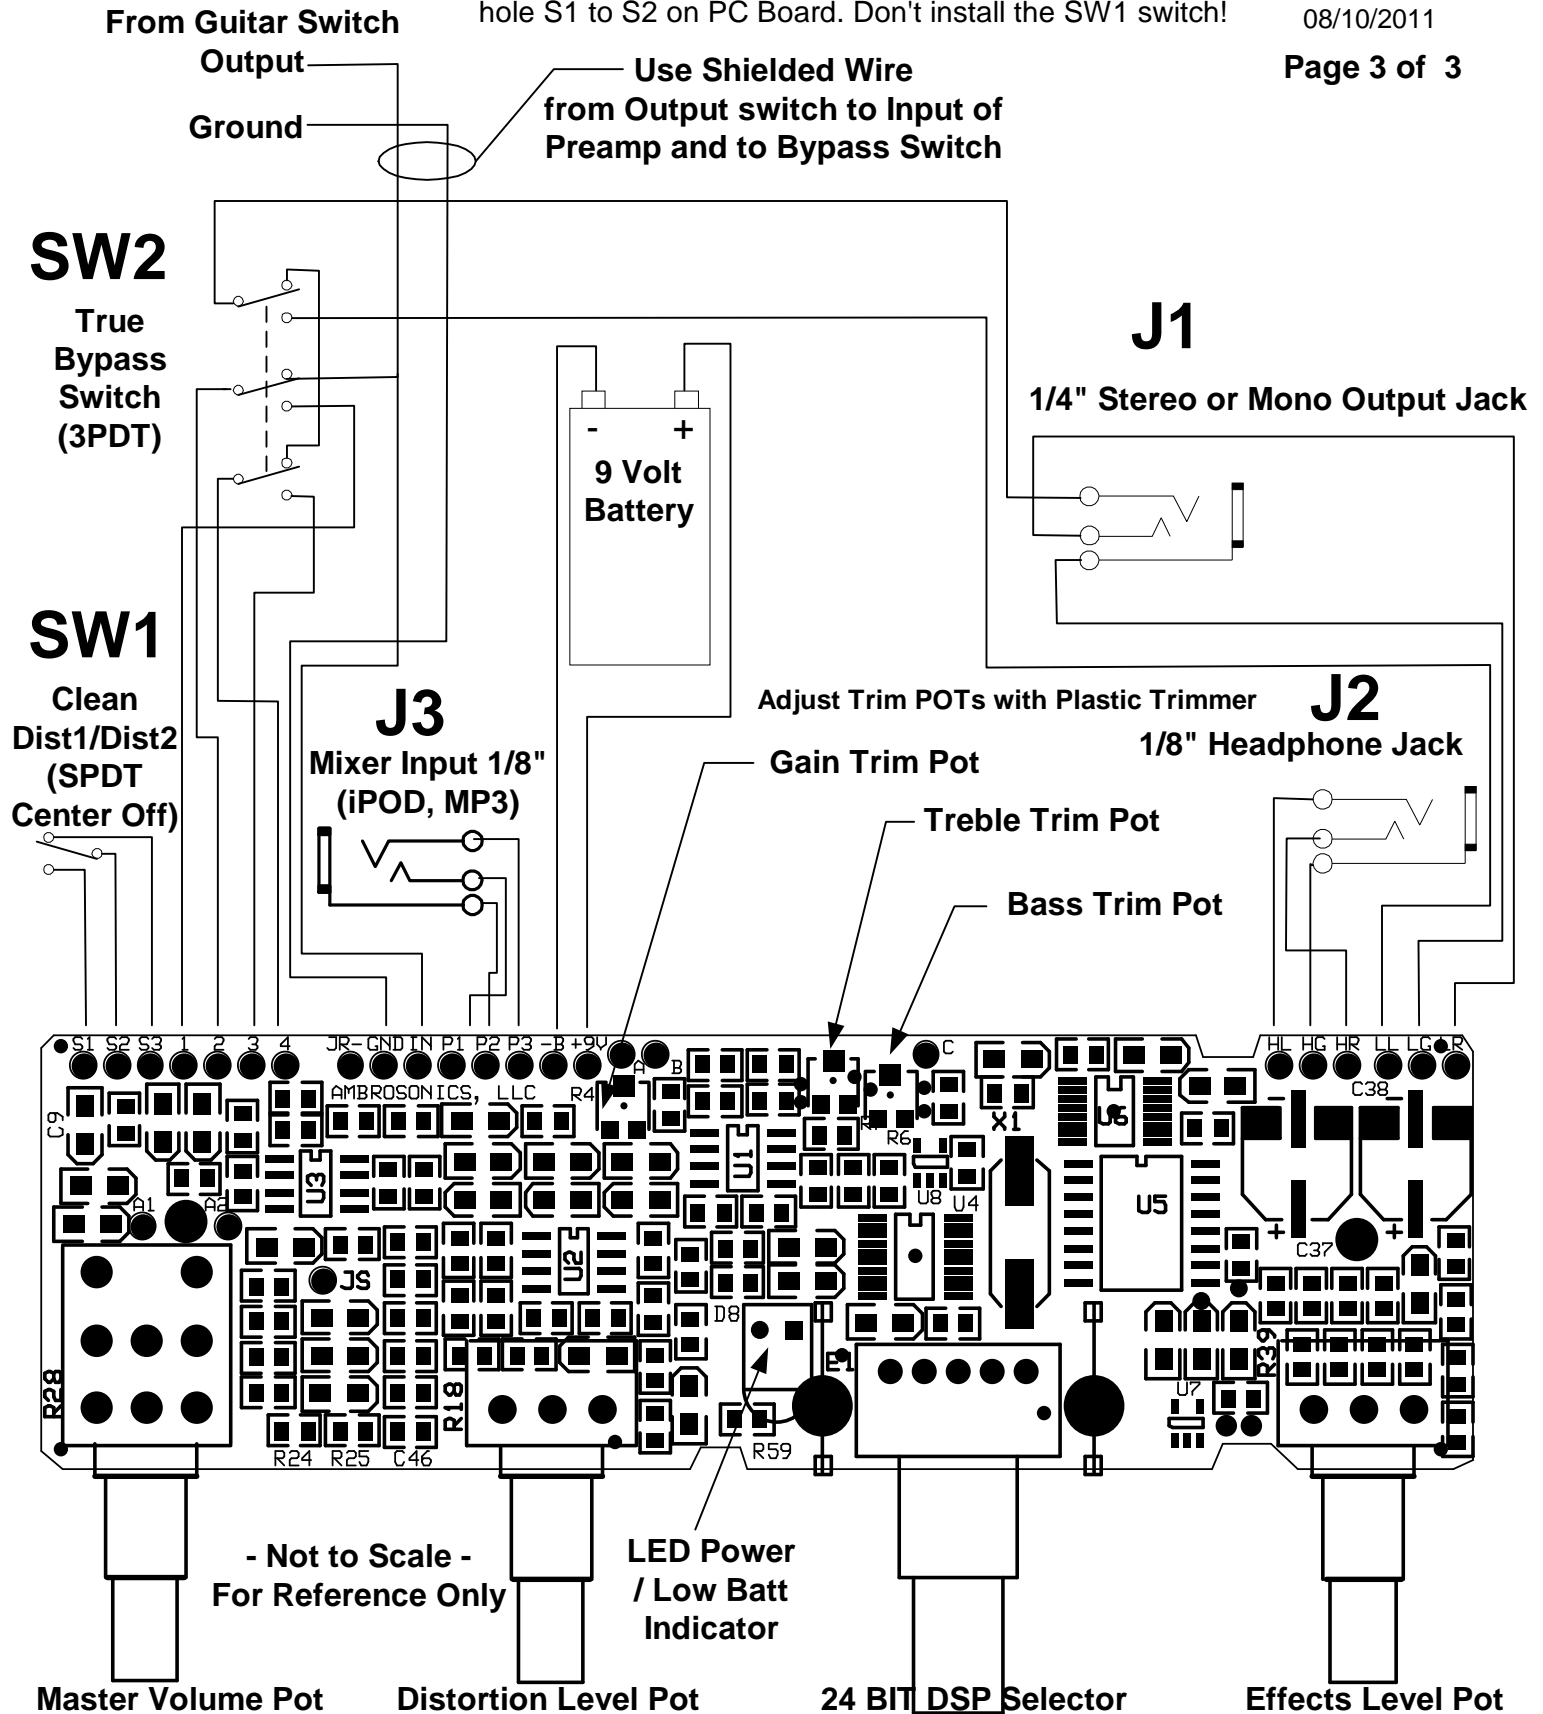 hole S1 to S2 on PC Board. Don't install the SW1 switch!
08/10/2011
Page 3 of 3
From Guitar Switch
Output
Ground
Use Shielded Wire
from Output switch to Input of
Preamp and to Bypass Switch
SW2
True
Bypass
Switch
(3PDT)
J1
1/4" Stereo or Mono Output Jack
- +
9 Volt
Battery
SW1
Clean
Dist1/Dist2
(SPDT
Center Off)
J3
Mixer Input 1/8"
(iPOD, MP3)
Adjust Trim POTs with Plastic Trimmer
J2
1/8" Headphone Jack
Gain Trim Pot
Treble Trim Pot
Bass Trim Pot
S1 S2 S3 1 2 3 4 JR- GND IN P1 P2 P3 -B +9V
A B C
HL HG HR LL LG LR
AMBROSONICS, LLC
R4
C9
X1
U6
C38
R6
U3
U1
U8
U4
U5
A1
A2
+ +
C37
U2
JS
D8
E1
R39
R28
R18
U7
R24 R25 C46
R59
- Not to Scale -
For Reference Only
LED Power
/ Low Batt
Indicator
Master Volume Pot
Distortion Level Pot
24 BIT DSP Selector
Effects Level Pot